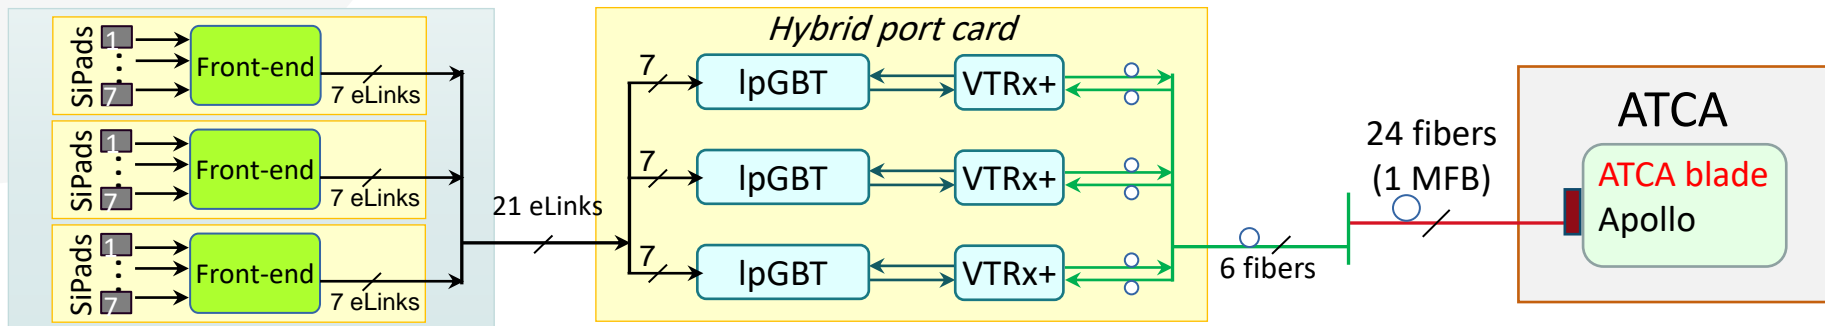 SiPads
1
7
Front-end
7 eLinks
SiPads
1
7
Front-end
7 eLinks
SiPads
1
7
Front-end
7 eLinks
21 eLinks
Hybrid port card
7
lpGBT
VTRx+
7
lpGBT
VTRx+
7
lpGBT
VTRx+
6 fibers
24 fibers
(1 MFB)
ATCA
ATCA blade
Apollo